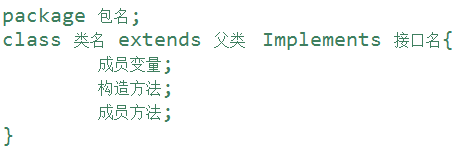 package 包名;
class 类名 extends 父类 Implements 接口名{
成员变量;
构造方法;
成员方法;
}